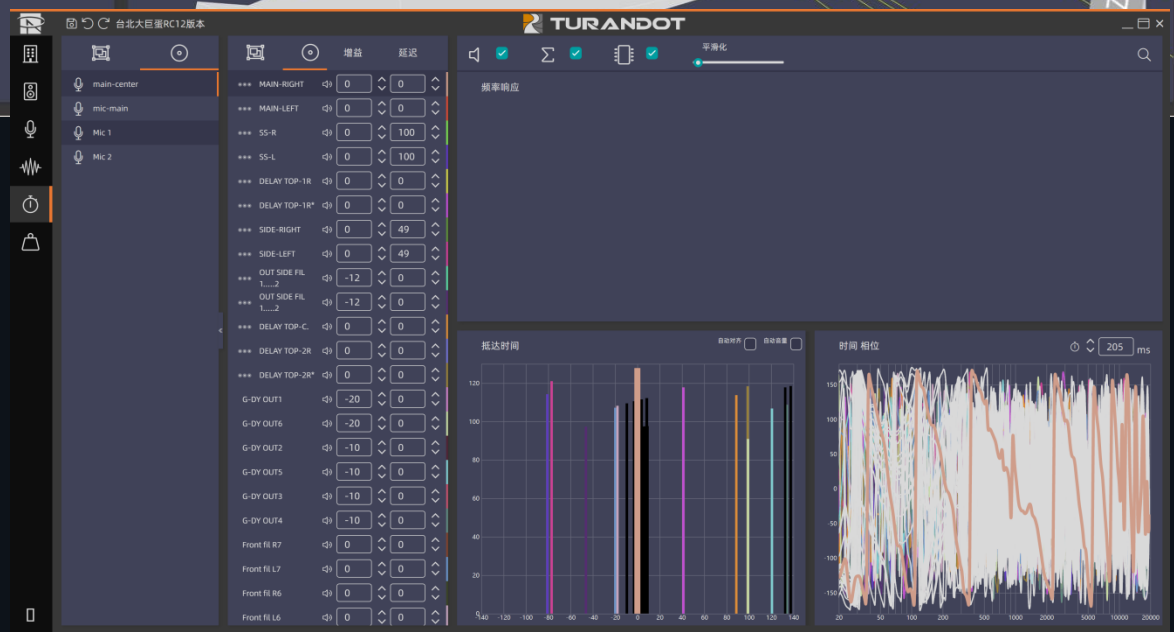 台北大巨蛋RC12版本
TURANDOT
增益 延迟
平滑化
main-center
mic-main
Mic 1
Mic 2
MAIN-RIGHT 0 0
MAIN-LEFT 0 0
SS-R 0 100
SS-L 0 100
DELAY TOP-1R 0 0
DELAY TOP-1R* 0 0
SIDE-RIGHT 0 49
SIDE-LEFT 0 49
OUT SIDE FIL
1.....2 -12 0
OUT SIDE FIL
1.....2 -12 0
DELAY TOP-C. 0 0
DELAY TOP-2R 0 0
DELAY TOP-2R* 0 0
G-DY OUT1 -20 0
G-DY OUT6 -20 0
G-DY OUT2 -10 0
G-DY OUT5 -10 0
G-DY OUT3 -10 0
G-DY OUT4 -10 0
Front fil R7 0 0
Front fil L7 0 0
Front fil R6 0 0
Front fil L6 0 0
频率响应
抵达时间 自动对齐 自动音量
120
100
80
60
40
20
0
-140 -120 -100 -80 -60 -40 -20 0 20 40 60 80 100 120 140
时间 相位 205 ms
150
100
50
0
-50
-100
-150
20 50 100 200 500 1000 2000 5000 10000 20000